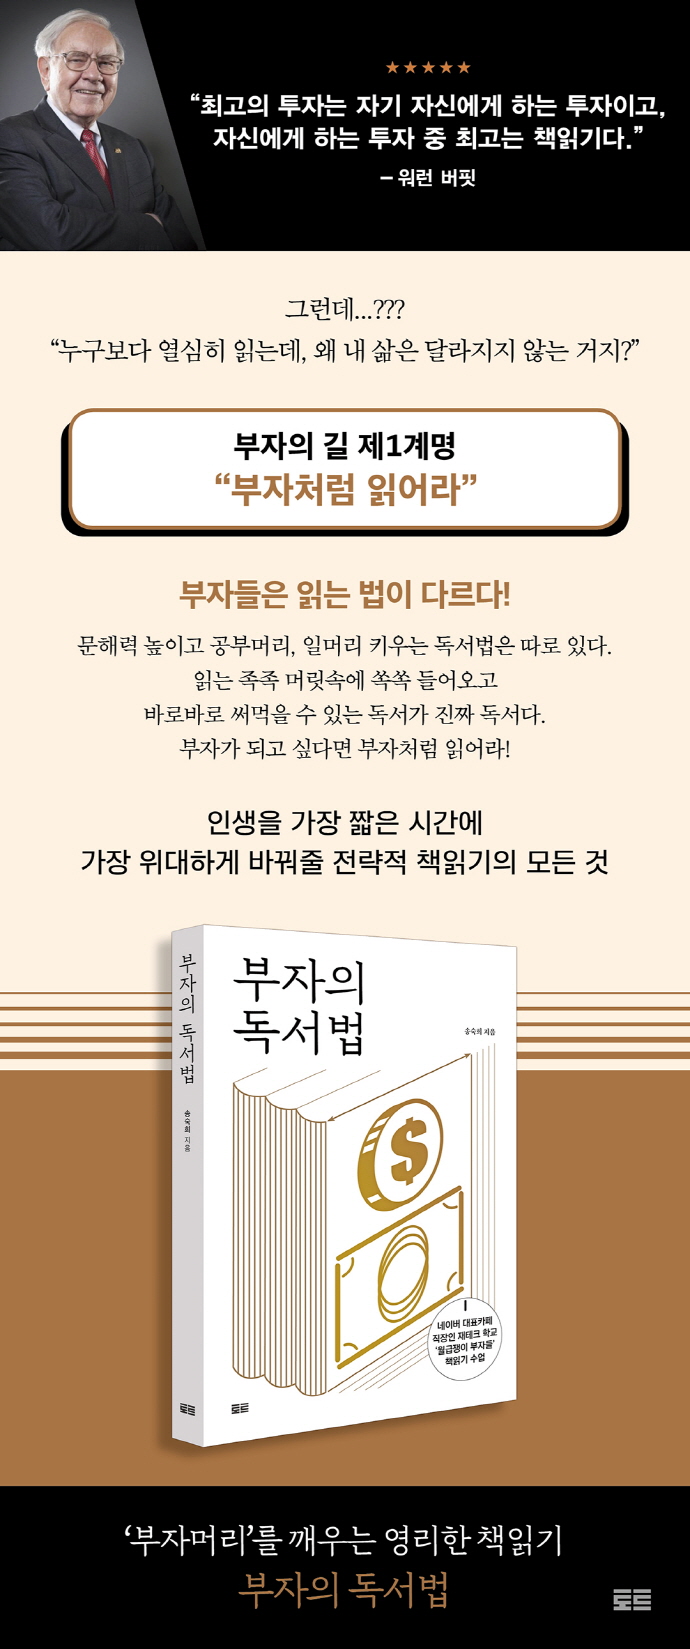 ★★★★★
“최고의 투자는 자기 자신에게 하는 투자이고,
자신에게 하는 투자 중 최고는 책읽기다.”
– 워런 버핏
그런데...???
“누구보다 열심히 읽는데, 왜 내 삶은 달라지지 않는 거지?”
부자의 길 제1계명
“부자처럼 읽어라”
부자들은 읽는 법이 다르다!
문해력 높이고 공부머리, 일머리 키우는 독서법은 따로 있다.
읽는 족족 머릿속에 쏙쏙 들어오고
바로바로 써먹을 수 있는 독서가 진짜 독서다.
부자가 되고 싶다면 부자처럼 읽어라!
인생을 가장 짧은 시간에
가장 위대하게 바꿔줄 전략적 책읽기의 모든 것
부자의 독서법
송숙희 지음
토트
부자의
독서법
송숙희 지음
$
네이버 대표카페
직장인 재테크 학교
‘월급쟁이 부자들’
책읽기 수업
토트
‘부자머리’를 깨우는 영리한 책읽기
부자의 독서법
토트